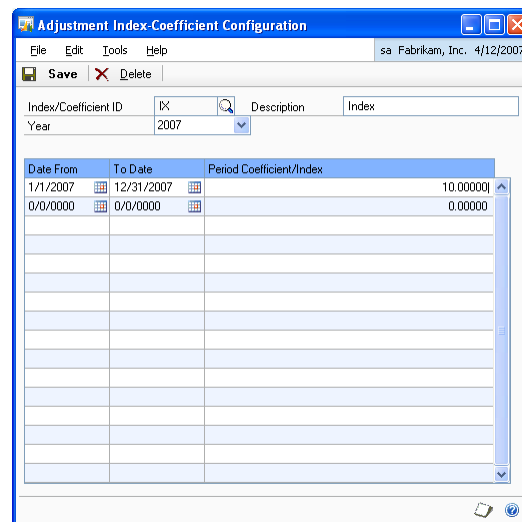 Adjustment Index-Coefficient Configuration
File Edit Tools Help sa Fabrikam, Inc. 4/12/2007
Save Delete
Index/Coefficient ID IX Description Index
Year 2007
Date From To Date Period Coefficient/Index
1/1/2007 12/31/2007 10.00000
0/0/0000 0/0/0000 0.00000